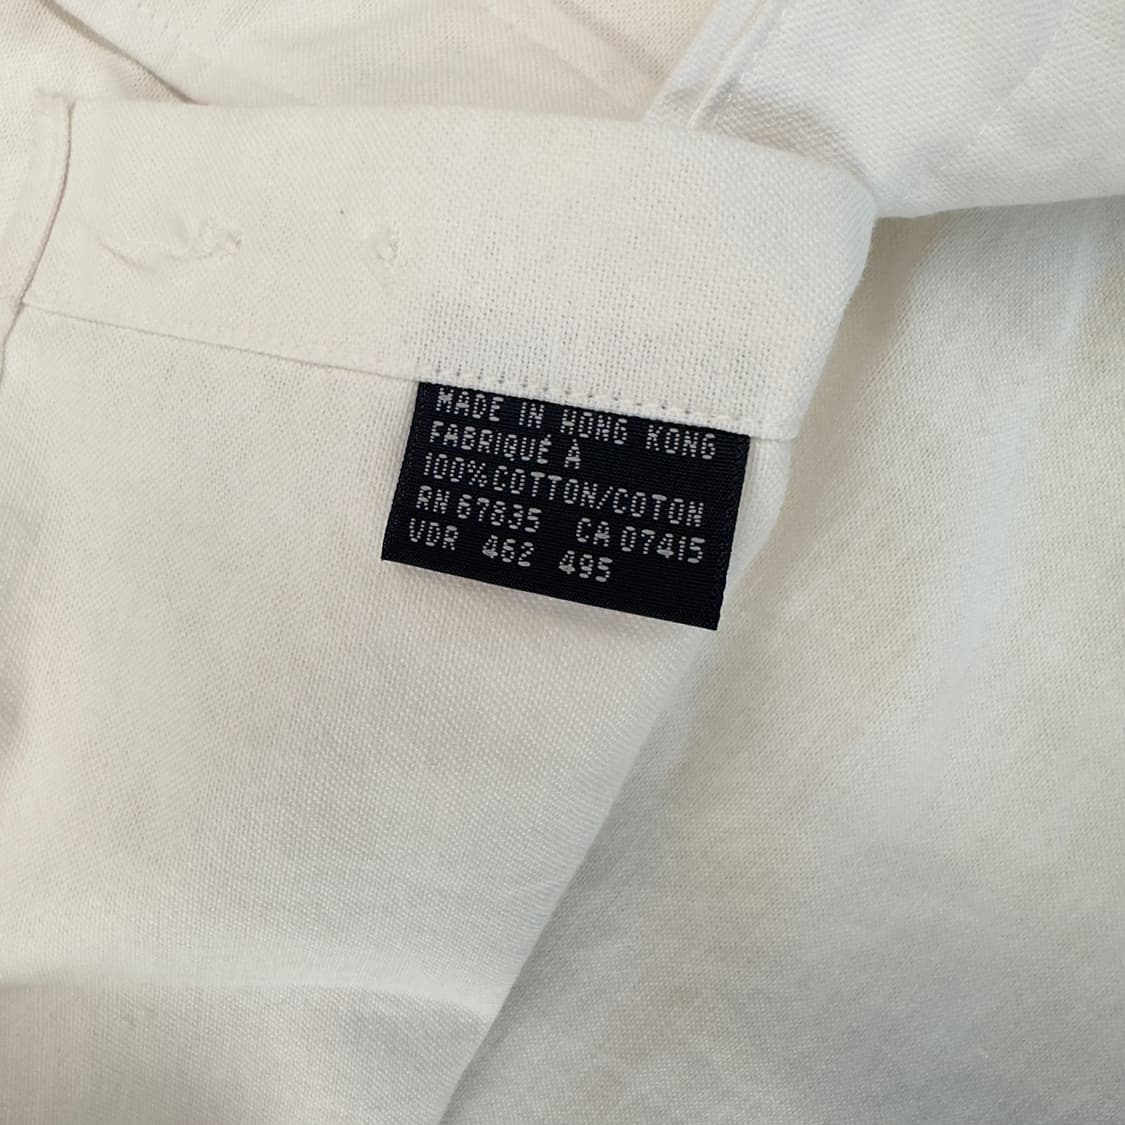 MADE IN HONG KONG
FABRIQUÉ A
100% COTTON/COTON
RN 67835 CA 07415
VDR 462 495